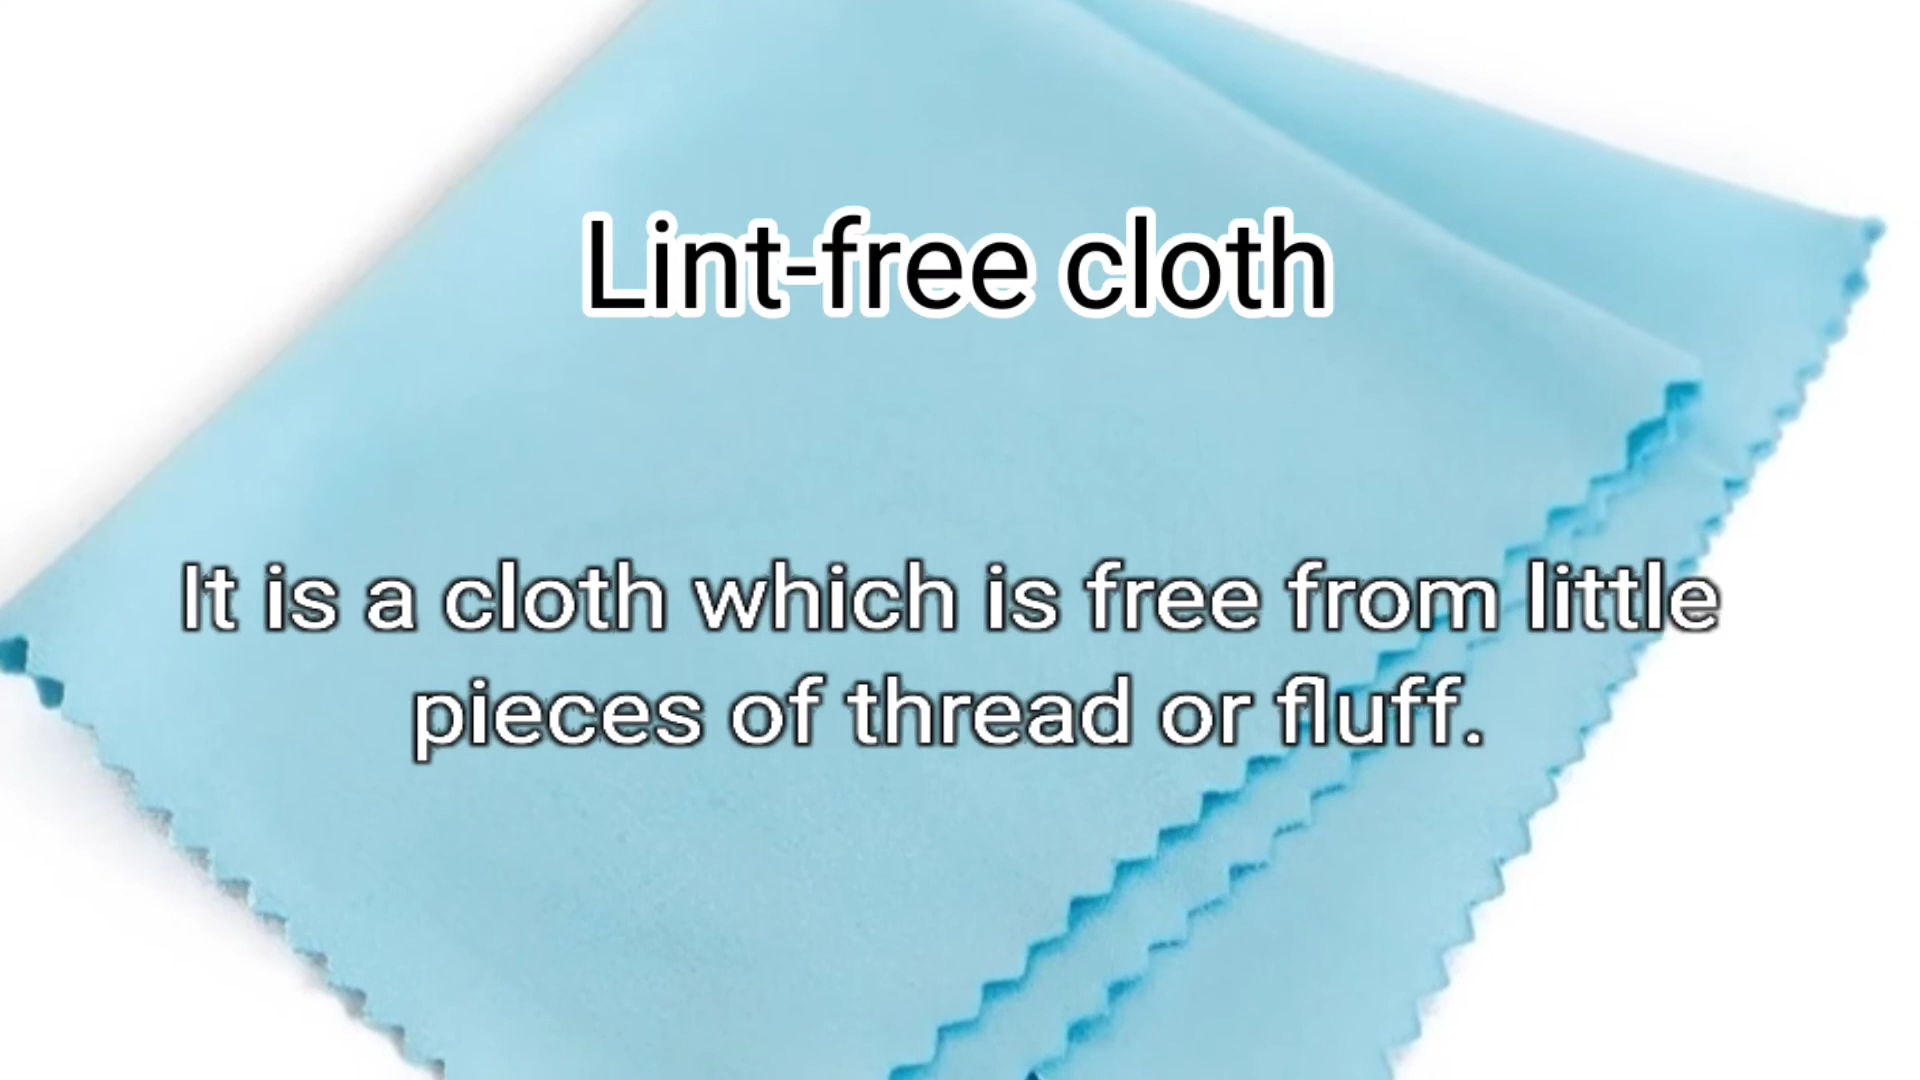 Lint-free cloth
It is a cloth which is free from little
pieces of thread or fluff.